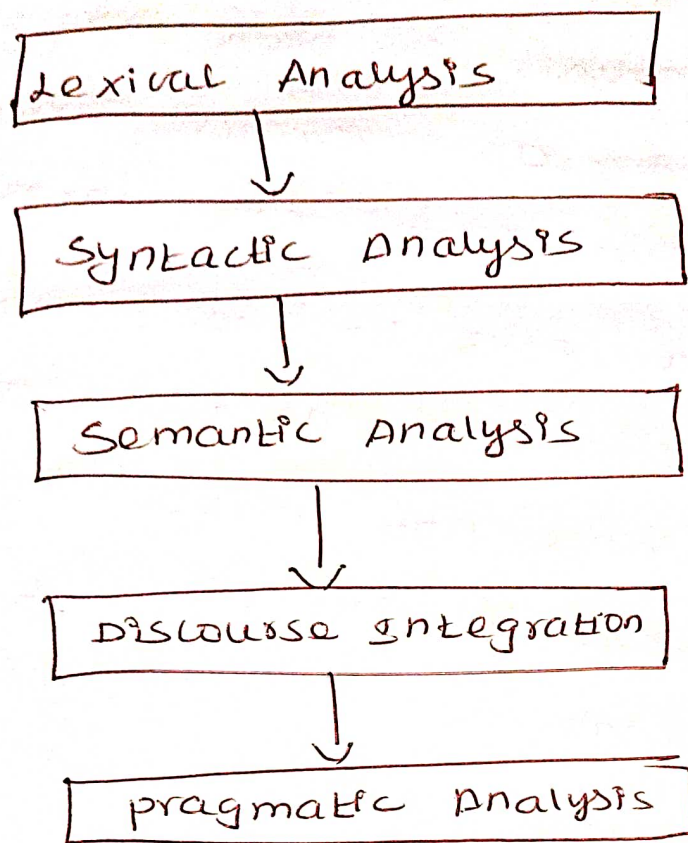 Lexical Analysis
Syntactic Analysis
Semantic Analysis
Discourse Integration
pragmatic Analysis